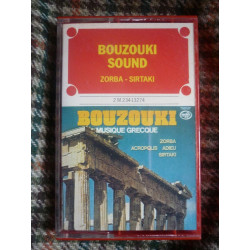 BOUZOUKI
SOUND
ZORBA - SIRTAKI
BOUZOUKI
MUSIQUE GRECQUE
ZORBA
ACROPOLIS ADIEU
SIRTAKI